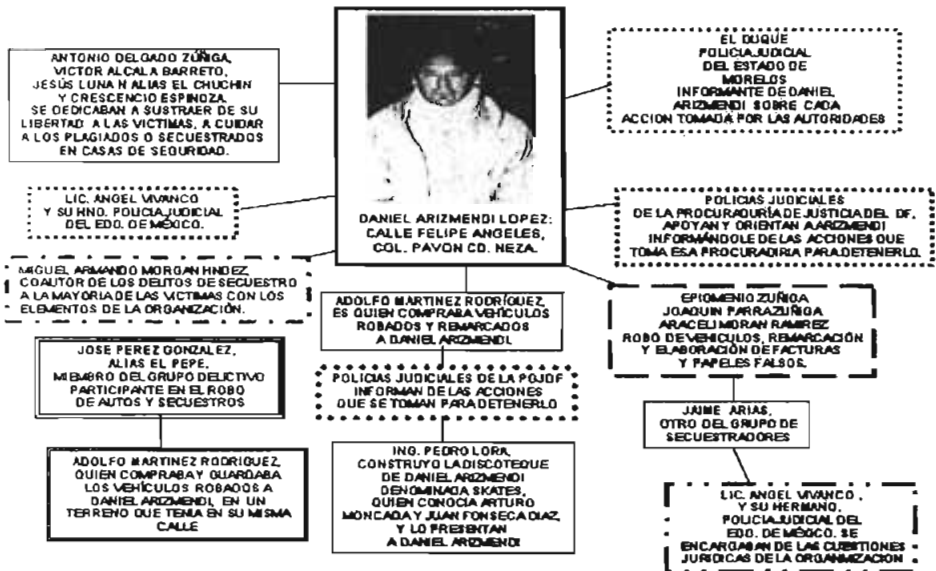 ANTONIO DELGADO ZÚÑIGA,
VICTOR ALCALA BARRETO,
JESÚS LUNA N ALIAS EL CHUCHIN
Y CRESCENCIO ESPINOZA,
SE DEDICABAN A SUSTRAER DE SU
LIBERTAD A LAS VICTIMAS, A CUIDAR
A LOS PLAGIADOS O SECUESTRADOS
EN CASAS DE SEGURIDAD.
EL DUQUE
POLICIA JUDICIAL
DEL ESTADO DE
MORELOS
INFORMANTE DE DANIEL
ARIZMENDI SOBRE CADA
ACCION TOMADA POR LAS AUTORIDADES
LIC. ANGEL VIVANCO
Y SU HNO. POLICIA JUDICIAL
DEL EDO. DE MÉXICO.
DANIEL ARIZMENDI LOPEZ:
CALLE FELIPE ANGELES,
COL. PAVON CD. NEZA.
POLICIAS JUDICIALES
DE LA PROCURADURÍA DE JUSTICIA DEL DF,
APOYAN Y ORIENTAN A ARIZMENDI
INFORMÁNDOLE DE LAS ACCIONES QUE
TOMA ESA PROCURADIRIA PARA DETENERLO.
MIGUEL ARMANDO MORGAN HNDEZ,
COAUTOR DE LOS DELITOS DE SECUESTRO
A LA MAYORIA DE LAS VICTIMAS CON LOS
ELEMENTOS DE LA ORGANIZACIÓN.
ADOLFO MARTINEZ RODRÍGUEZ,
ES QUIEN COMPRABA VEHÍCULOS
ROBADOS Y REMARCADOS
A DANIEL ARIZMENDI.
EPIGMENIO ZUÑIGA
JOAQUIN PARRA ZUÑIGA
ARACELI MORAN RAMIREZ
ROBO DE VEHICULOS, REMARCACIÓN
Y ELABORACIÓN DE FACTURAS
Y PAPELES FALSOS.
JOSE PEREZ GONZALEZ,
ALIAS EL PEPE,
MIEMBRO DEL GRUPO DELICTIVO
PARTICIPANTE EN EL ROBO
DE AUTOS Y SECUESTROS
POLICIAS JUDICIALES DE LA PGJDF
INFORMAN DE LAS ACCIONES
QUE SE TOMAN PARA DETENERLO
JAIME ARIAS,
OTRO DEL GRUPO DE
SECUESTRADORES
ADOLFO MARTINEZ RODRIGUEZ,
QUIEN COMPRABA Y GUARDABA
LOS VEHÍCULOS ROBADOS A
DANIEL ARIZMENDI, EN UN
TERRENO QUE TENIA EN SU MISMA
CALLE
ING. PEDRO LORA,
CONSTRUYO LA DISCOTEQUE
DE DANIEL ARIZMENDI
DENOMINADA SKATES,
QUIEN CONOCIA ARTURO
MONCADA Y JUAN FONSECA DIAZ,
Y LO PRESENTAN
A DANIEL ARIZMENDI
LIC. ANGEL VIVANCO,
Y SU HERMANO,
POLICIA JUDICIAL DEL
EDO. DE MÉXICO. SE
ENCARGABAN DE LAS CUESTIONES
JURIDICAS DE LA ORGANIZACION